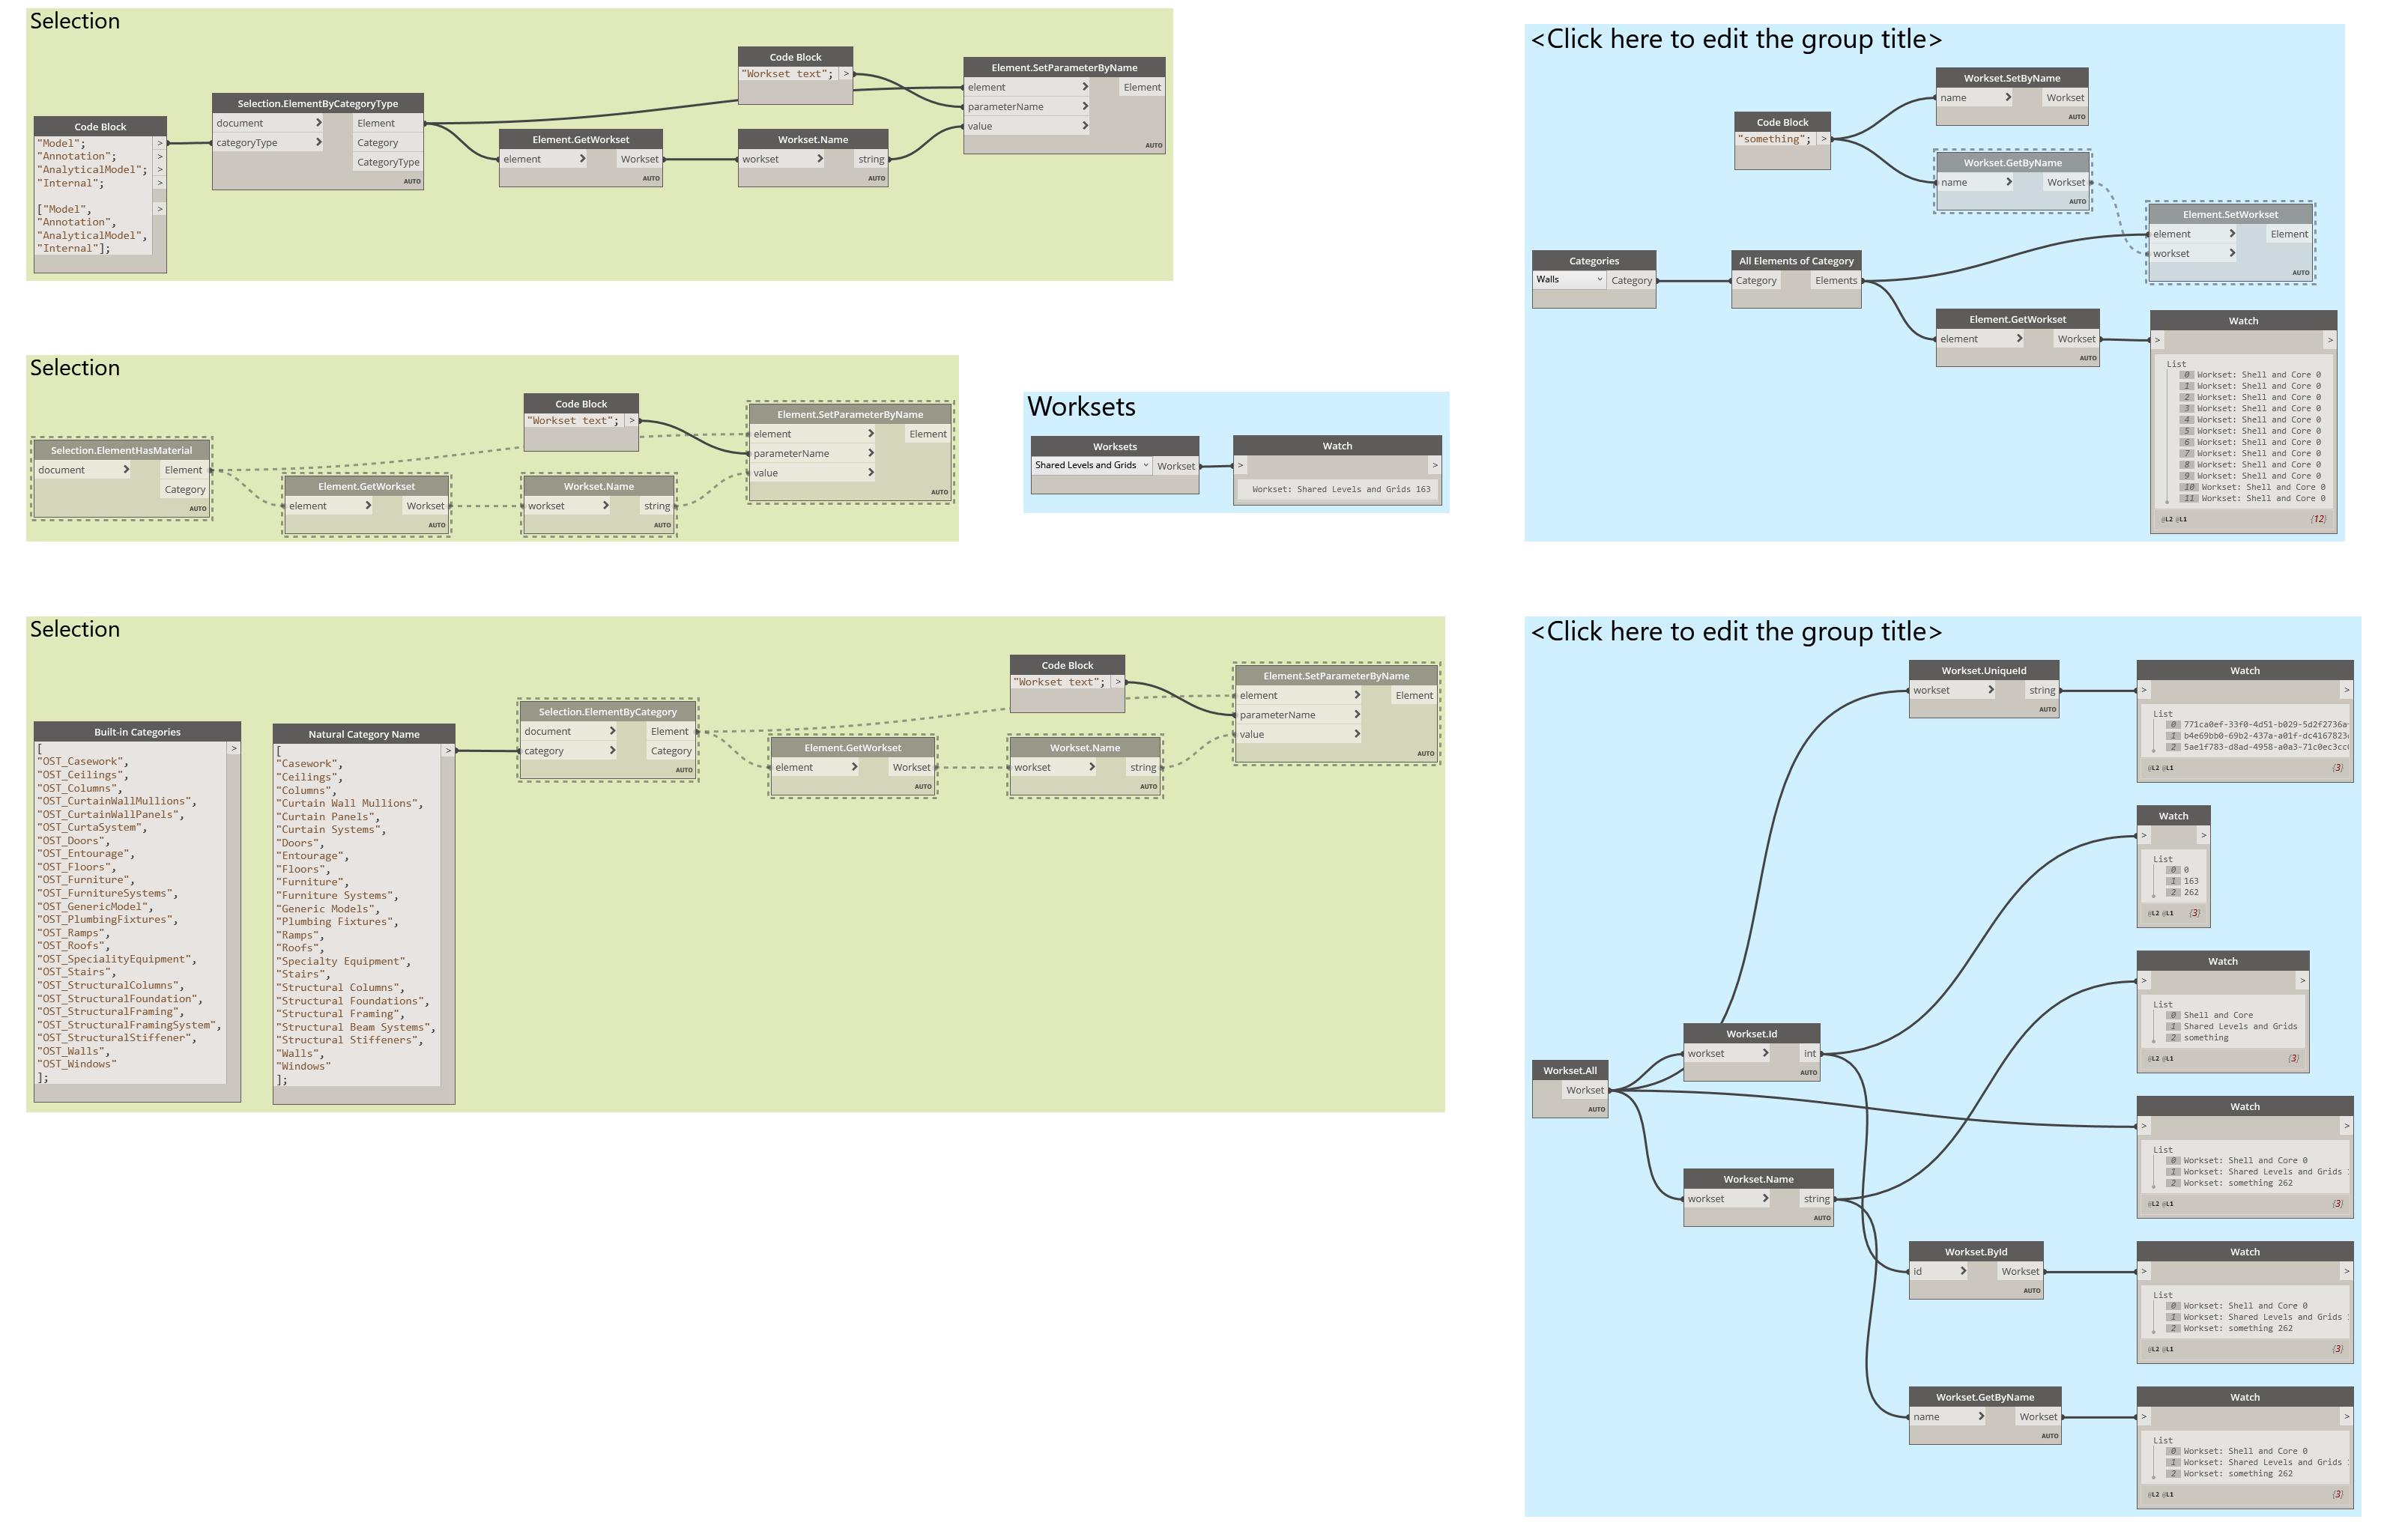 Selection
Code Block
"Model";
"Annotation";
"AnalyticalModel";
"Internal";
["Model",
"Annotation",
"AnalyticalModel",
"Internal"];
>
>
>
>
>
Selection.ElementByCategoryType
document > Element
categoryType > Category
CategoryType
AUTO
Element.GetWorkset
element > Workset
AUTO
Code Block
"Workset text"; >
Workset.Name
workset > string
AUTO
Element.SetParameterByName
element > Element
parameterName >
value >
AUTO
Selection
Selection.ElementHasMaterial
document > Element
Category
AUTO
Element.GetWorkset
element > Workset
AUTO
Code Block
"Workset text"; >
Workset.Name
workset > string
AUTO
Element.SetParameterByName
element > Element
parameterName >
value >
AUTO
Worksets
Worksets
Shared Levels and Grids Workset
Watch
> >
Workset: Shared Levels and Grids 163
<Click here to edit the group title>
Code Block
"something"; >
Workset.SetByName
name > Workset
AUTO
Workset.GetByName
name > Workset
AUTO
Element.SetWorkset
element > Element
workset >
AUTO
Categories
Walls Category
All Elements of Category
Category Elements
Element.GetWorkset
element > Workset
AUTO
Watch
> >
List
0 Workset: Shell and Core 0
1 Workset: Shell and Core 0
2 Workset: Shell and Core 0
3 Workset: Shell and Core 0
4 Workset: Shell and Core 0
5 Workset: Shell and Core 0
6 Workset: Shell and Core 0
7 Workset: Shell and Core 0
8 Workset: Shell and Core 0
9 Workset: Shell and Core 0
10 Workset: Shell and Core 0
11 Workset: Shell and Core 0
@L2 @L1 {12}
Selection
Built-in Categories
[ >
"OST_Casework",
"OST_Ceilings",
"OST_Columns",
"OST_CurtainWallMullions",
"OST_CurtainWallPanels",
"OST_CurtaSystem",
"OST_Doors",
"OST_Entourage",
"OST_Floors",
"OST_Furniture",
"OST_FurnitureSystems",
"OST_GenericModel",
"OST_PlumbingFixtures",
"OST_Ramps",
"OST_Roofs",
"OST_SpecialityEquipment",
"OST_Stairs",
"OST_StructuralColumns",
"OST_StructuralFoundation",
"OST_StructuralFraming",
"OST_StructuralFramingSystem",
"OST_StructuralStiffener",
"OST_Walls",
"OST_Windows"
];
Natural Category Name
[ >
"Casework",
"Ceilings",
"Columns",
"Curtain Wall Mullions",
"Curtain Panels",
"Curtain Systems",
"Doors",
"Entourage",
"Floors",
"Furniture",
"Furniture Systems",
"Generic Models",
"Plumbing Fixtures",
"Ramps",
"Roofs",
"Specialty Equipment",
"Stairs",
"Structural Columns",
"Structural Foundations",
"Structural Framing",
"Structural Beam Systems",
"Structural Stiffeners",
"Walls",
"Windows"
];
Selection.ElementByCategory
document > Element
category > Category
AUTO
Element.GetWorkset
element > Workset
AUTO
Code Block
"Workset text"; >
Workset.Name
workset > string
AUTO
Element.SetParameterByName
element > Element
parameterName >
value >
AUTO
<Click here to edit the group title>
Workset.All
Workset
AUTO
Workset.Id
workset > int
AUTO
Workset.Name
workset > string
AUTO
Workset.UniqueId
workset > string
AUTO
Workset.ById
id > Workset
AUTO
Workset.GetByName
name > Workset
AUTO
Watch
> >
List
0 771ca0ef-33f0-4d51-b029-5d2f2736a
1 b4e69bb0-69b2-437a-a01f-dc4167823
2 5ae1f783-d8ad-4958-a0a3-71c0ec3cc
@L2 @L1 {3}
Watch
> >
List
0 0
1 163
2 262
@L2 @L1 {3}
Watch
> >
List
0 Shell and Core
1 Shared Levels and Grids
2 something
@L2 @L1 {3}
Watch
> >
List
0 Workset: Shell and Core 0
1 Workset: Shared Levels and Grids
2 Workset: something 262
@L2 @L1 {3}
Watch
> >
List
0 Workset: Shell and Core 0
1 Workset: Shared Levels and Grids
2 Workset: something 262
@L2 @L1 {3}
Watch
> >
List
0 Workset: Shell and Core 0
1 Workset: Shared Levels and Grids
2 Workset: something 262
@L2 @L1 {3}